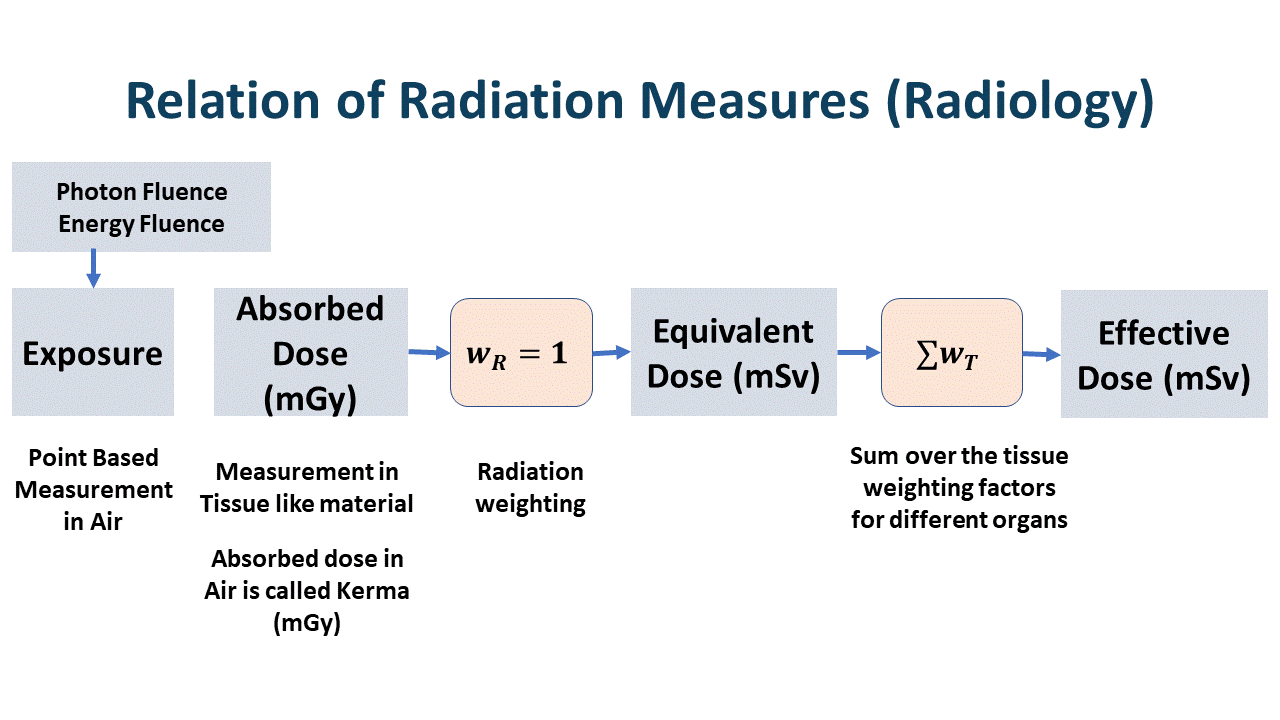 Relation of Radiation Measures (Radiology)
Photon Fluence
Energy Fluence
Exposure
Absorbed
Dose
(mGy)
w_R = 1
Equivalent
Dose (mSv)
∑w_T
Effective
Dose (mSv)
Point Based
Measurement
in Air
Measurement in
Tissue like material
Absorbed dose in
Air is called Kerma
(mGy)
Radiation
weighting
Sum over the tissue
weighting factors
for different organs